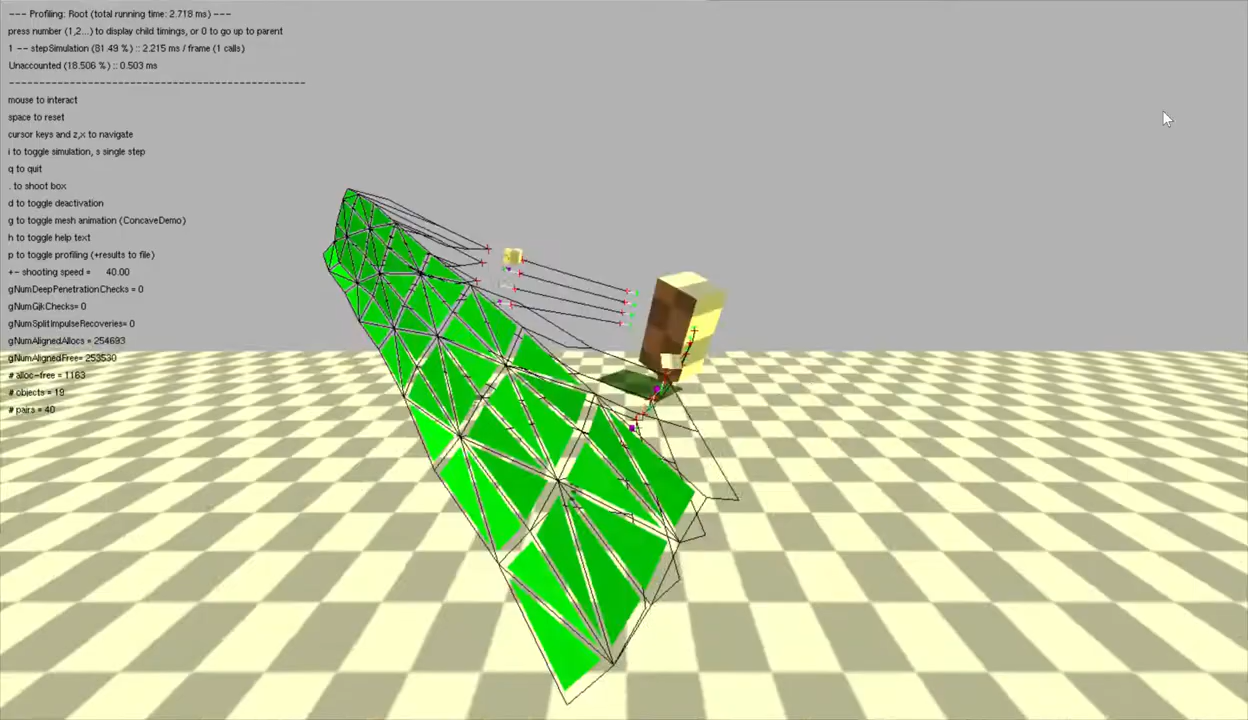 --- Profiling: Root (total running time: 2.718 ms) ---
press number (1,2...) to display child timings, or 0 to go up to parent
1 -- stepSimulation (81.49 %) :: 2.215 ms / frame (1 calls)
Unaccounted (18.506 %) :: 0.503 ms
-------------------------------------------------
mouse to interact
space to reset
cursor keys and z,x to navigate
i to toggle simulation, s single step
q to quit
. to shoot box
d to toggle deactivation
g to toggle mesh animation (ConcaveDemo)
h to toggle help text
p to toggle profiling (+results to file)
+- shooting speed = 40.00
gNumDeepPenetrationChecks = 0
gNumGjkChecks= 0
gNumSplitImpulseRecoveries= 0
gNumAlignedAllocs = 254693
gNumAlignedFree= 253530
# alloc-free = 1163
# objects = 19
# pairs = 40